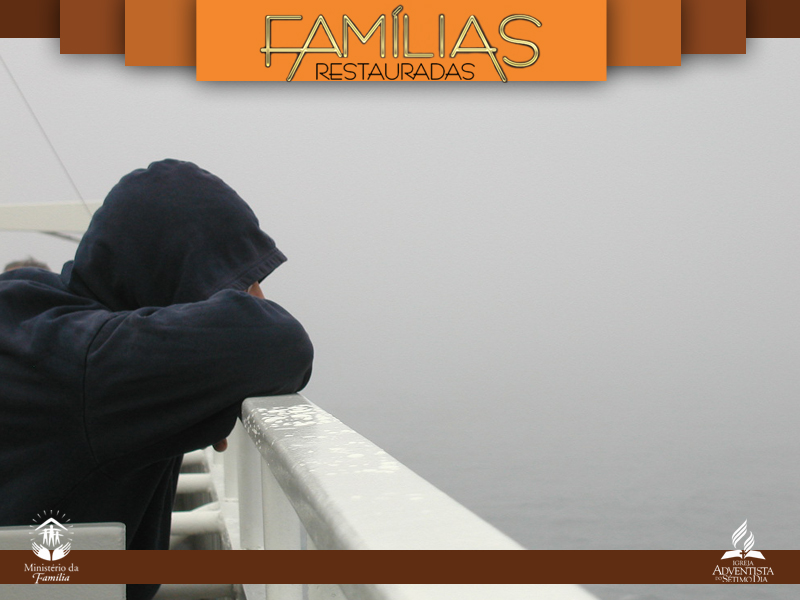 FAMÍLIAS
RESTAURADAS
Ministério da
Família
IGREJA
ADVENTISTA
DO SÉTIMO DIA